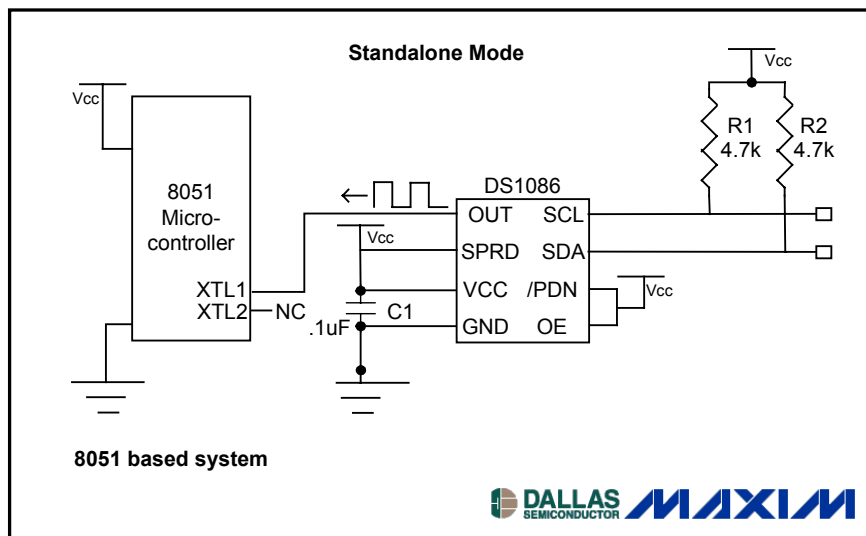 Standalone Mode
Vcc
8051
Micro-
controller
XTL1
XTL2
NC
Vcc
.1uF
C1
DS1086
OUT
SCL
SPRD
SDA
VCC
/PDN
GND
OE
Vcc
Vcc
R1
4.7k
R2
4.7k
8051 based system
DALLAS
SEMICONDUCTOR
MAXIM